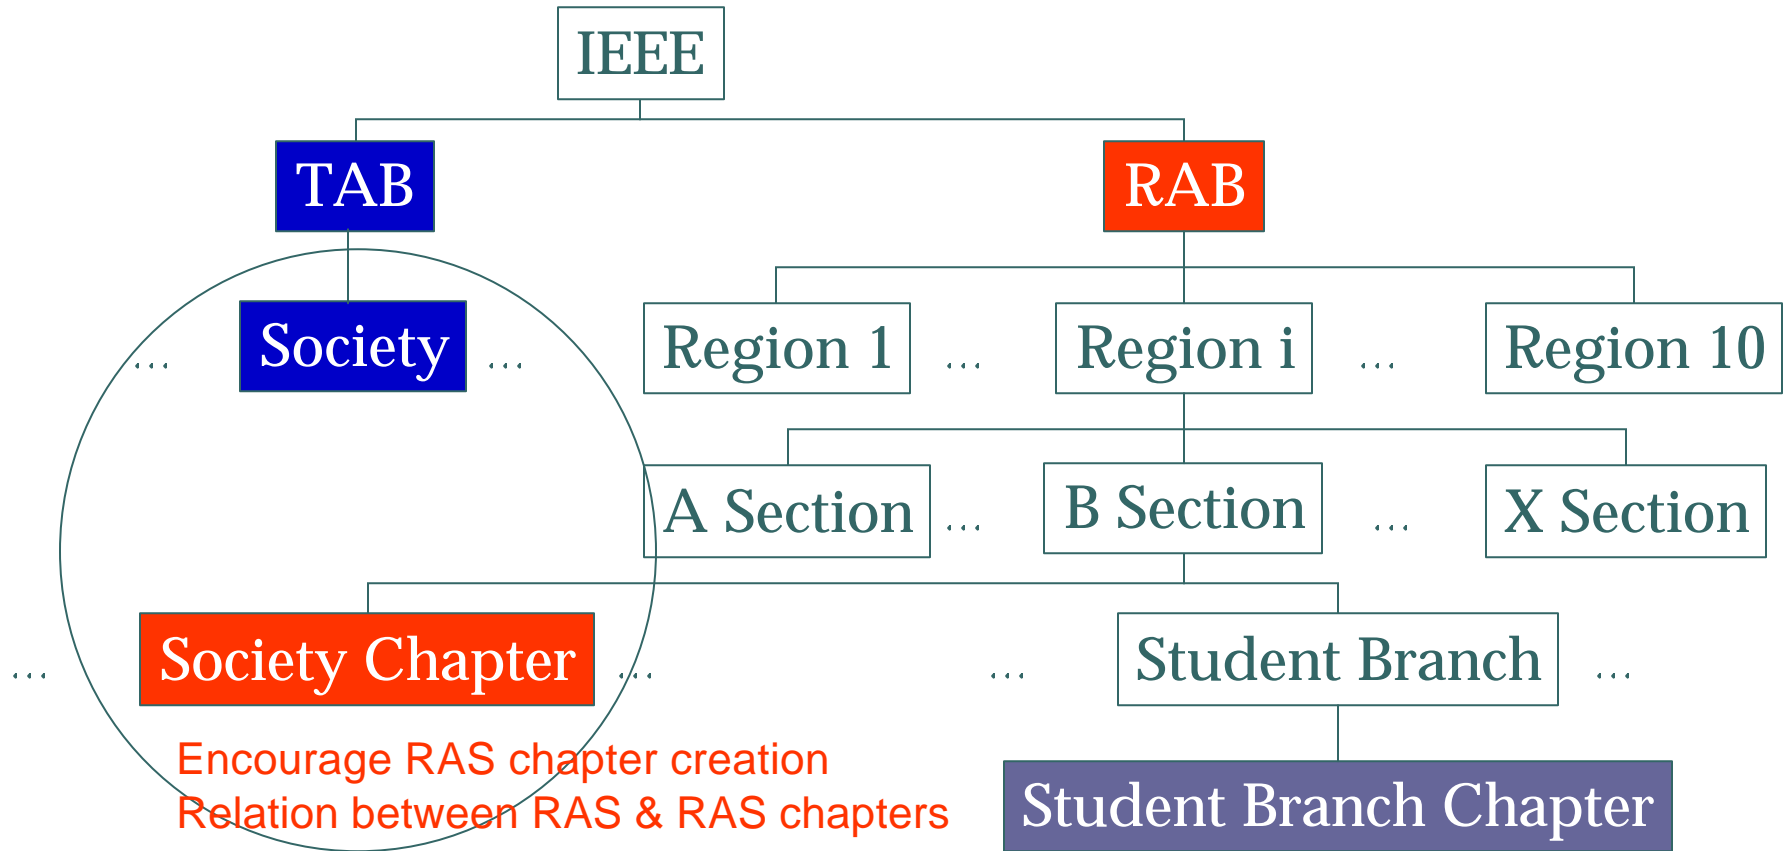 IEEE
TAB
RAB
... Society ... Region 1 ... Region i ... Region 10
A Section ... B Section ... X Section
... Society Chapter ... ... Student Branch ...
Encourage RAS chapter creation
Relation between RAS & RAS chapters
Student Branch Chapter